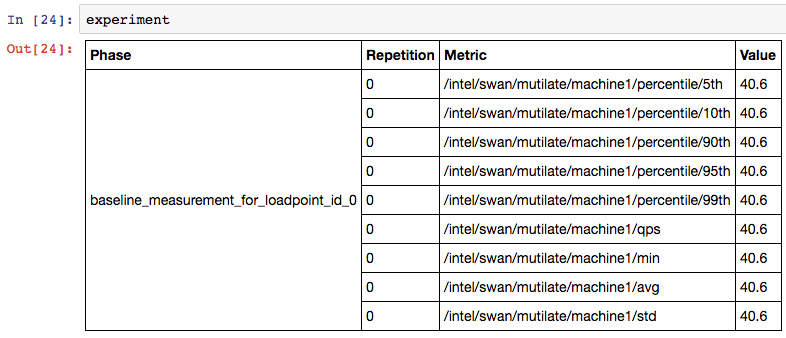 In [24]: experiment
Out[24]:
Phase Repetition Metric Value
0 /intel/swan/mutilate/machine1/percentile/5th 40.6
0 /intel/swan/mutilate/machine1/percentile/10th 40.6
0 /intel/swan/mutilate/machine1/percentile/90th 40.6
0 /intel/swan/mutilate/machine1/percentile/95th 40.6
baseline_measurement_for_loadpoint_id_0 0 /intel/swan/mutilate/machine1/percentile/99th 40.6
0 /intel/swan/mutilate/machine1/qps 40.6
0 /intel/swan/mutilate/machine1/min 40.6
0 /intel/swan/mutilate/machine1/avg 40.6
0 /intel/swan/mutilate/machine1/std 40.6